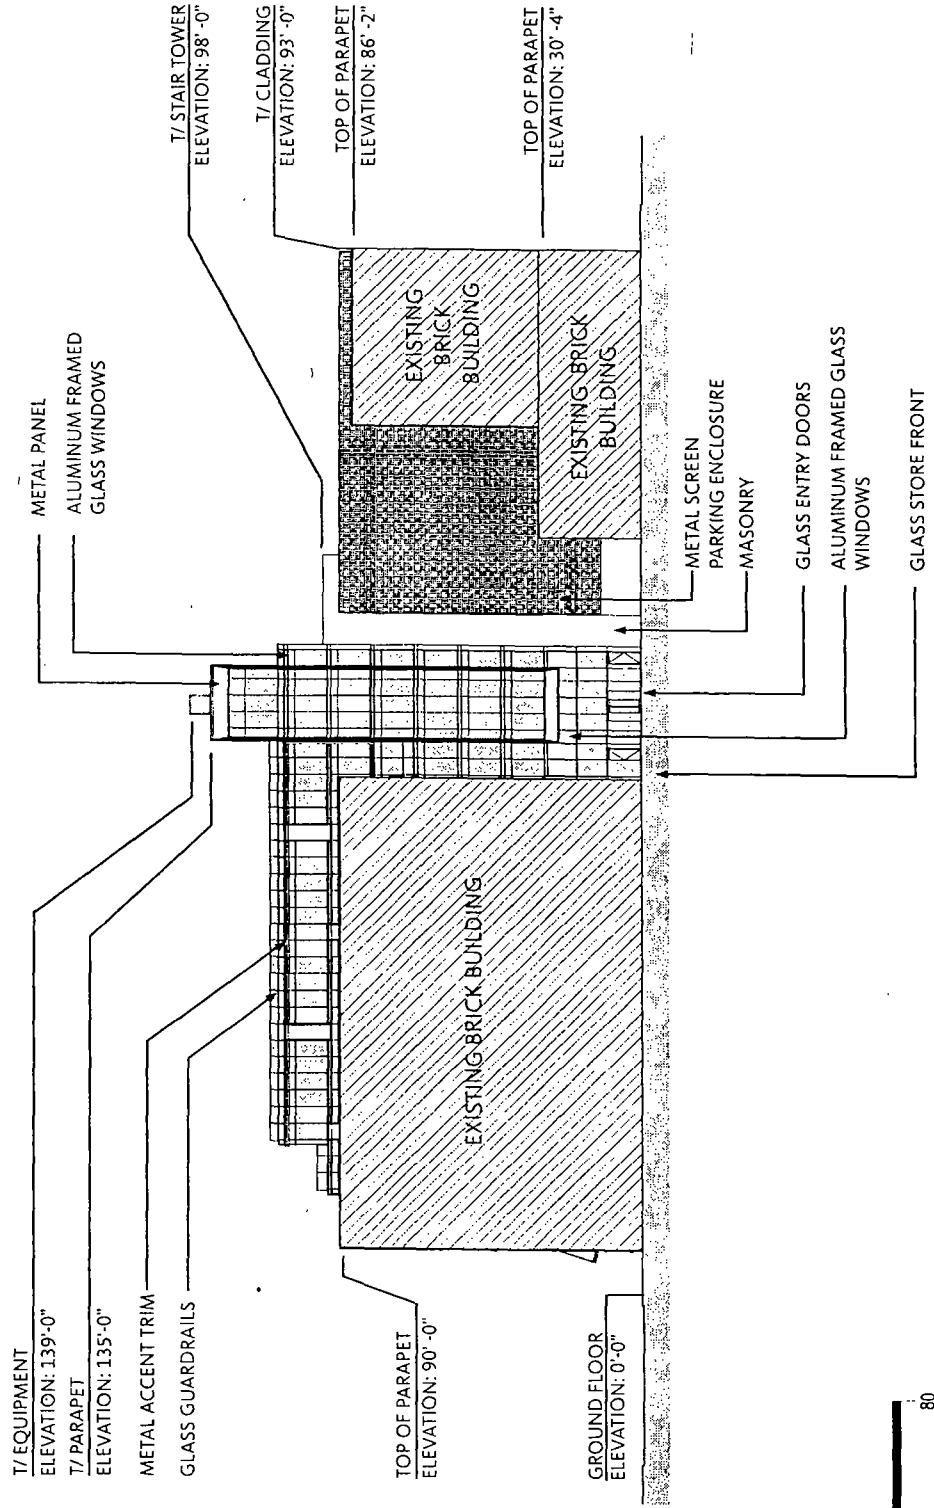 T/ EQUIPMENT
ELEVATION: 139'-0"
T/ PARAPET
ELEVATION: 135'-0"
METAL ACCENT TRIM
GLASS GUARDRAILS
TOP OF PARAPET
ELEVATION: 90'-0"
GROUND FLOOR
ELEVATION: 0'-0"
METAL PANEL
ALUMINUM FRAMED
GLASS WINDOWS
T/ STAIR TOWER
ELEVATION: 98'-0"
T/ CLADDING
ELEVATION: 93'-0"
TOP OF PARAPET
ELEVATION: 86'-2"
TOP OF PARAPET
ELEVATION: 30'-4"
EXISTING BRICK BUILDING
EXISTING
BRICK
BUILDING
EXISTING BRICK
BUILDING
METAL SCREEN
PARKING ENCLOSURE
MASONRY
GLASS ENTRY DOORS
ALUMINUM FRAMED GLASS
WINDOWS
GLASS STORE FRONT
80